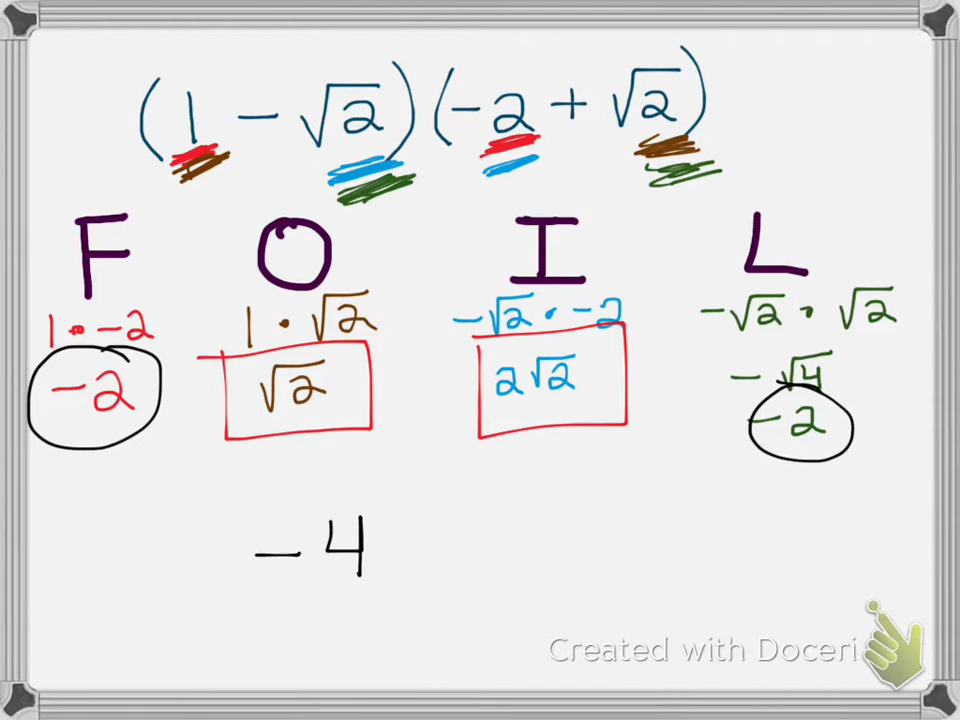 (1 - √2)(-2 + √2)
F O I L
1 · -2 1 · √2 -√2 · -2 -√2 · √2
-2 √2 2√2 -√4
-2
-4
Created with Doceri